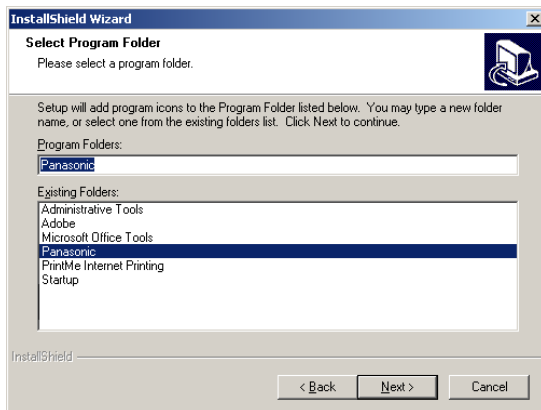 InstallShield Wizard
Select Program Folder
Please select a program folder.
Setup will add program icons to the Program Folder listed below. You may type a new folder
name, or select one from the existing folders list. Click Next to continue.
Program Folders:
Panasonic
Existing Folders:
Administrative Tools
Adobe
Microsoft Office Tools
Panasonic
PrintMe Internet Printing
Startup
InstallShield
< Back Next > Cancel